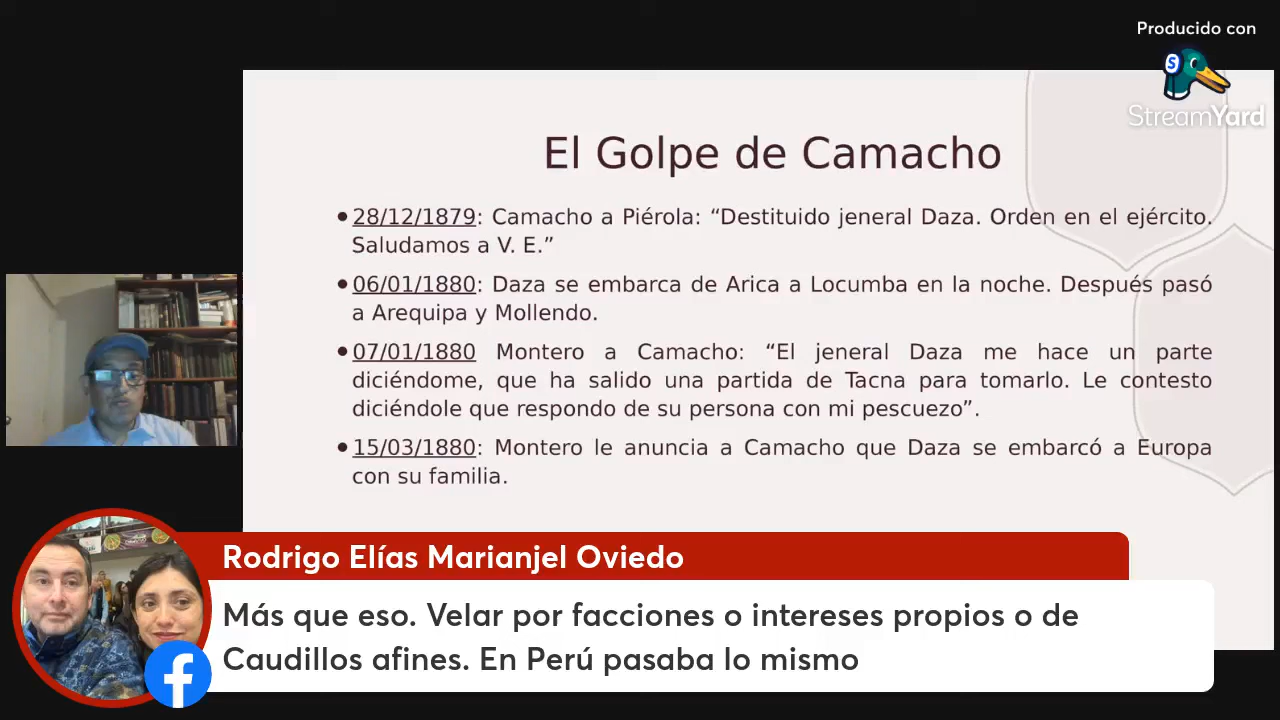 Producido con
StreamYard
El Golpe de Camacho
•28/12/1879: Camacho a Piérola: “Destituido jeneral Daza. Orden en el ejército.
Saludamos a V. E.”
•06/01/1880: Daza se embarca de Arica a Locumba en la noche. Después pasó
a Arequipa y Mollendo.
•07/01/1880 Montero a Camacho: “El jeneral Daza me hace un parte
diciéndome, que ha salido una partida de Tacna para tomarlo. Le contesto
diciéndole que respondo de su persona con mi pescuezo”.
•15/03/1880: Montero le anuncia a Camacho que Daza se embarcó a Europa
con su familia.
Rodrigo Elías Marianjel Oviedo
Más que eso. Velar por facciones o intereses propios o de
Caudillos afines. En Perú pasaba lo mismo